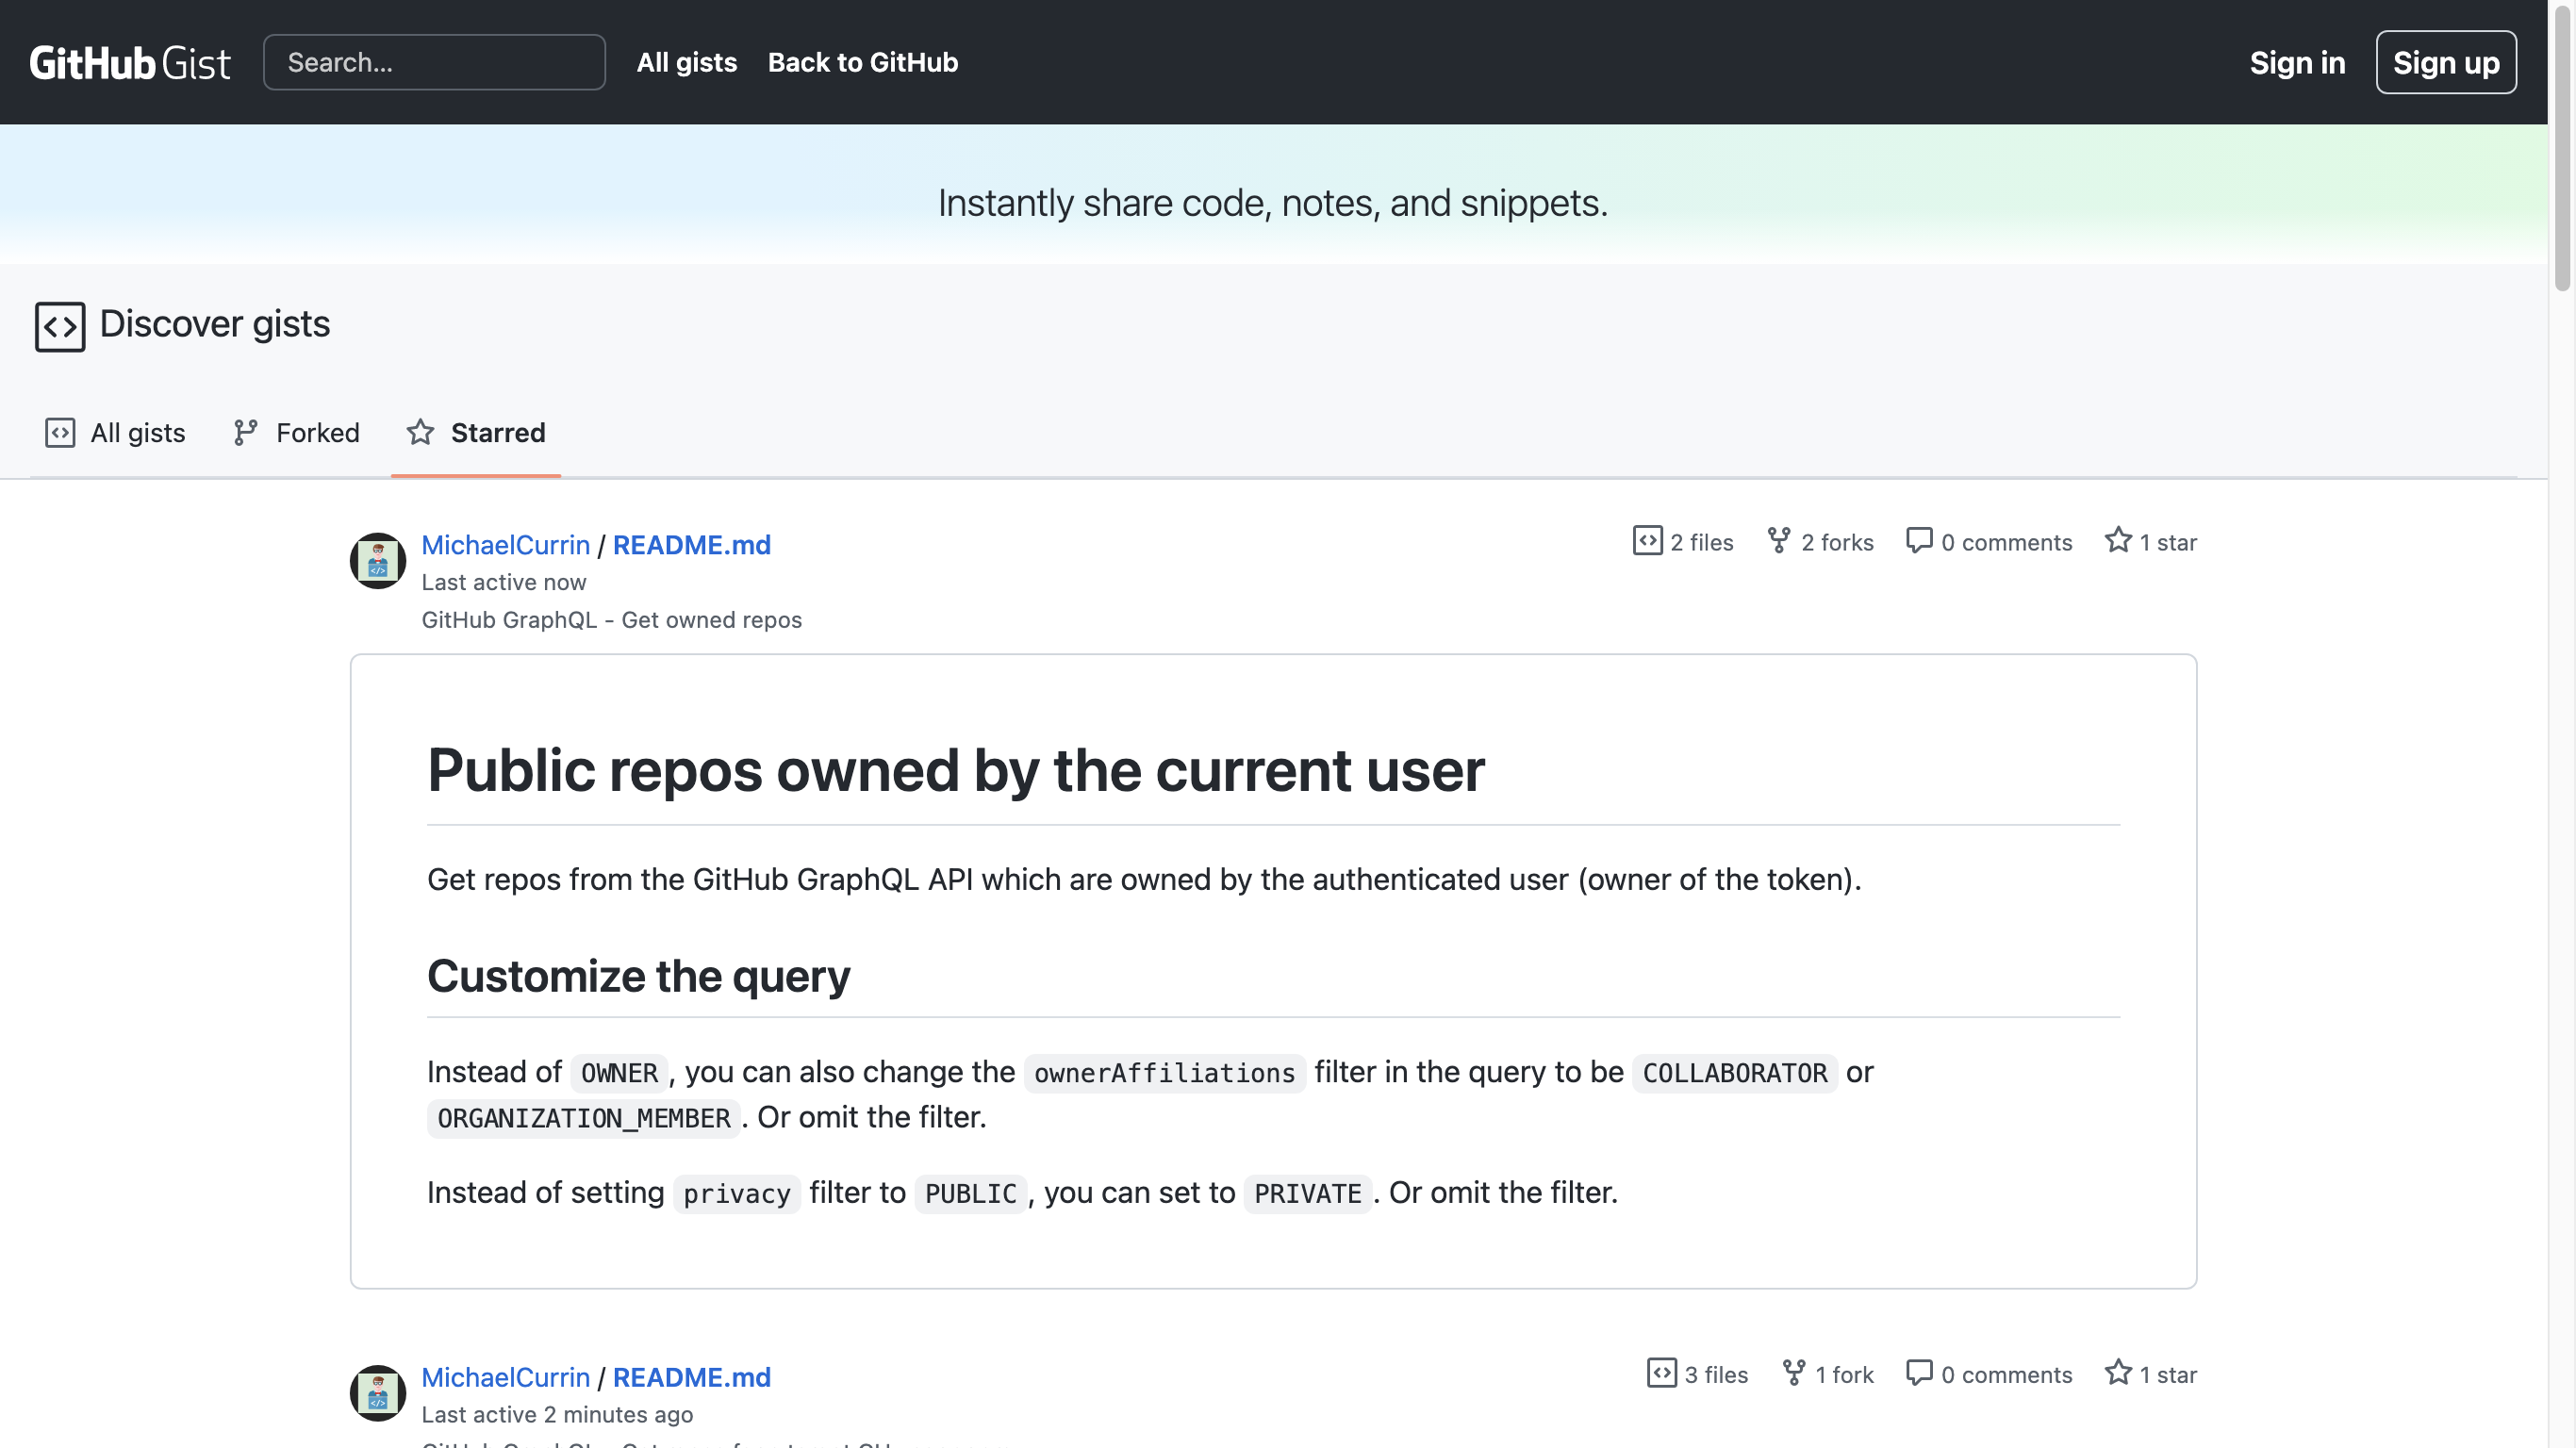 GitHub Gist Search... All gists Back to GitHub Sign in Sign up
Instantly share code, notes, and snippets.
Discover gists
All gists Forked Starred
MichaelCurrin / README.md 2 files 2 forks 0 comments 1 star
Last active now
GitHub GraphQL - Get owned repos
Public repos owned by the current user
Get repos from the GitHub GraphQL API which are owned by the authenticated user (owner of the token).
Customize the query
Instead of OWNER, you can also change the ownerAffiliations filter in the query to be COLLABORATOR or
ORGANIZATION_MEMBER. Or omit the filter.
Instead of setting privacy filter to PUBLIC, you can set to PRIVATE. Or omit the filter.
MichaelCurrin / README.md 3 files 1 fork 0 comments 1 star
Last active 2 minutes ago